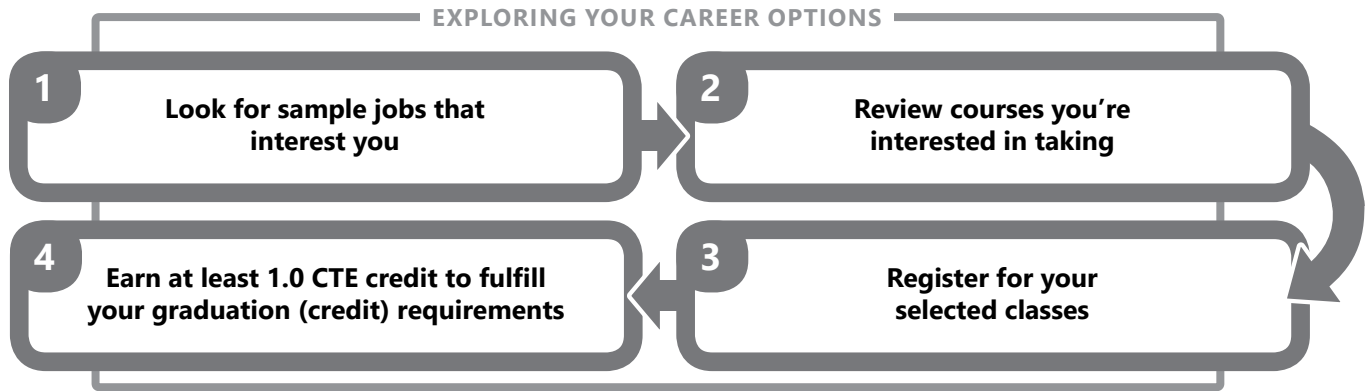 EXPLORING YOUR CAREER OPTIONS
1
Look for sample jobs that
interest you
2
Review courses you’re
interested in taking
3
Register for your
selected classes
4
Earn at least 1.0 CTE credit to fulfill
your graduation (credit) requirements